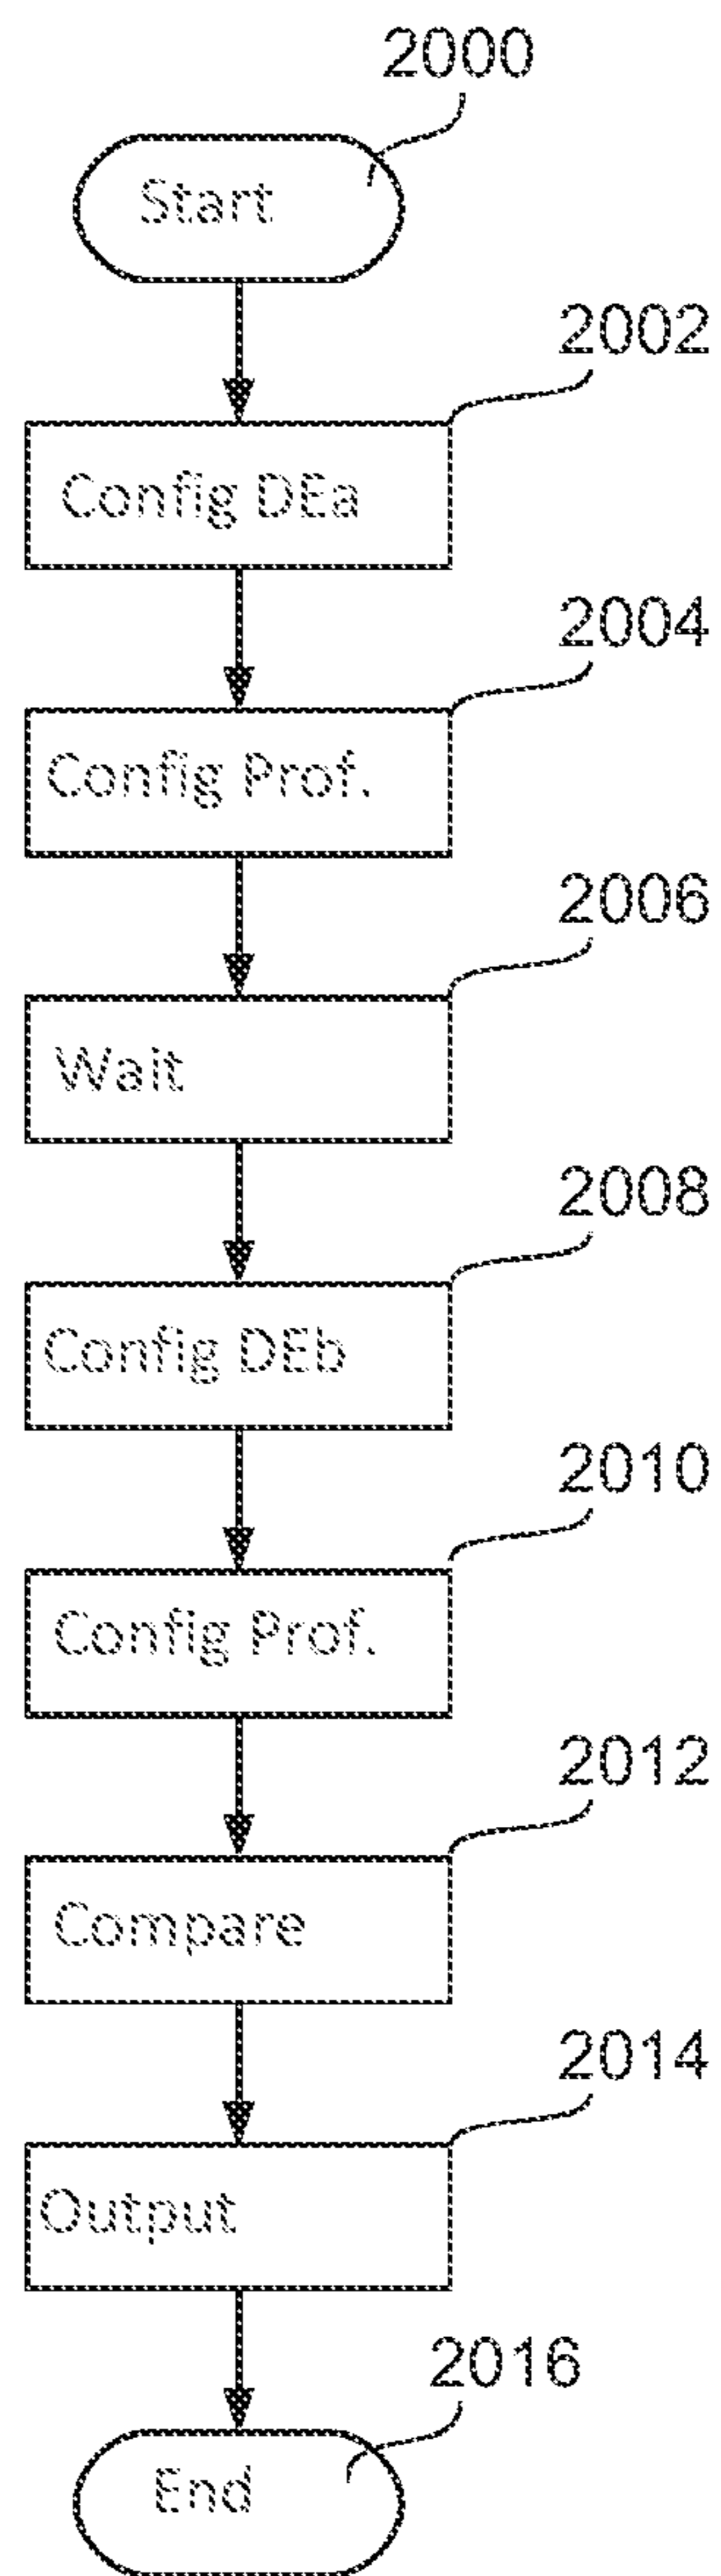 2000
Start
2002
Config DEa
2004
Config Prof.
2006
Wait
2008
Config DEb
2010
Config Prof.
2012
Compare
2014
Output
2016
End